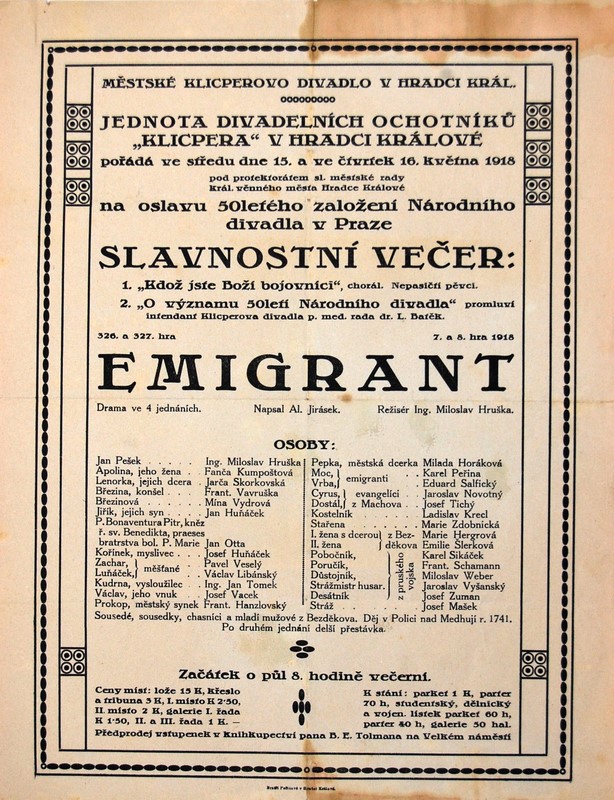 MĚSTSKÉ KLICPEROVO DIVADLO V HRADCI KRÁL.
JEDNOTA DIVADELNÍCH OCHOTNÍKŮ
„KLICPERA“ V HRADCI KRÁLOVÉ
pořádá ve středu dne 15. a ve čtvrtek 16. května 1918
pod protektorátem sl. městské rady
Král. věnného města Hradce Králové
na oslavu 50letého založení Národního
divadla v Praze
SLAVNOSTNÍ VEČER:
1. „Kdož jste Boží bojovníci“, chorál. Nepasičtí pěvci.
2. „O významu 50letí Národního divadla“ promluví
intendant Klicperova divadla p. med. rada dr. L. Batěk.
326. a 327. hra 7. a 8. hra 1918
EMIGRANT
Drama ve 4 jednáních. Napsal Al. Jirásek. Režisér Ing. Miloslav Hruška.
OSOBY:
Jan Pešek . . . . . Ing. Miloslav Hruška
Apolina, jeho žena . Fanča Kumpoštová
Lenorka, jejich dcera . Jarča Skorkovská
Březina, konšel . . . Frant. Vavruška
Březinová . . . . . Mína Vydrová
Jiřík, jejich syn . . . Jan Huňáček
P. Bonaventura Pitr, kněz
ř. sv. Benedikta, praeses
bratrstva bol. P. Marie Jan Otta
Kořínek, myslivec . . Josef Huňáček
Zachar, } měšťané . Pavel Veselý
Luňáček, . . Václav Libánský
Kudrna, vysloužilec . Ing. Jan Tomek
Václav, jeho vnuk . Josef Vacek
Prokop, městský synek Frant. Hanzlovský
Pepka, městská dcerka Milada Horáková
Moc, } emigranti . . Karel Peřina
Vrba, . . Eduard Salfický
Cyrus, } evangelíci . Jaroslav Novotný
Dostál, z Machova . Josef Tichý
Kostelník . . . . . Ladislav Krecl
Stařena . . . . . Marie Zdobnická
I. žena s dcerou } z Bez- Marie Hergrová
II. žena děkova Emilie Šlerková
Pobočník, Karel Sikáček
Poručík, Frant. Schamann
Důstojník, Miloslav Weber
Strážmistr husar. Jaroslav Vyšanský
Desátník Josef Zuman
z pruského
vojska
Stráž . . . . . Josef Mašek
Sousedé, sousedky, chasníci a mladí mužové z Bezděkova. Děj v Polici nad Medhují r. 1741.
Po druhém jednání delší přestávka.
Začátek o půl 8. hodině večerní.
Ceny míst: lože 15 K, křeslo
a tribuna 3 K, I. místo K 2·50,
II. místo 2 K, galerie I. řada
K 1·50, II. a III. řada 1 K. —
K stání: parket 1 K, parter
70 h, studentský, dělnický
a vojen. lístek parket 60 h,
parter 40 h, galerie 50 hal.
Předprodej vstupenek v Knihkupectví pana B. E. Tolmana na Velkém náměstí